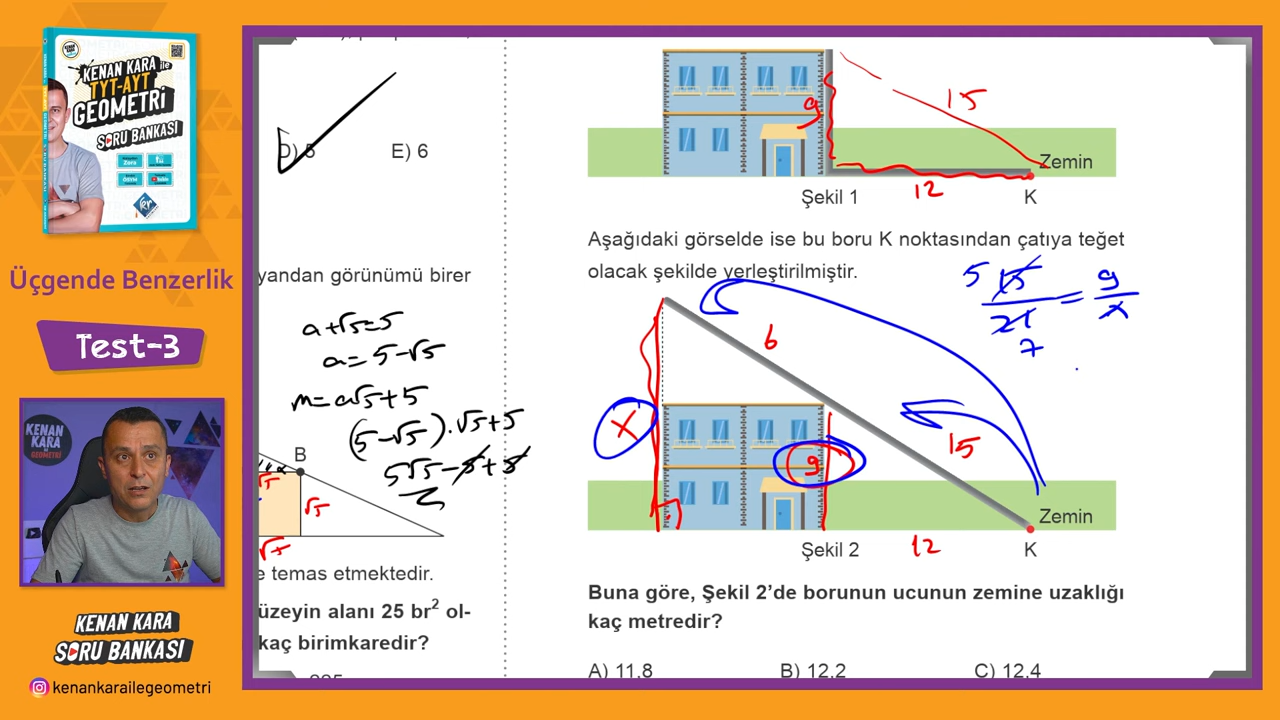 KENAN KARA ile
TYT-AYT
GEOMETRİ
SORU BANKASI
Üçgende Benzerlik
Test-3
KENAN
KARA
KENAN KARA
SORU BANKASI
kenankarailegeometri
D) 5
E) 6
yandan görünümü birer
a+√5=5
a=5-√5
m=a√5+5
(5-√5).√5+5
5√5-5+5
B
√5
√5
√5
e temas etmektedir.
üzeyin alanı 25 br² ol-
kaç birimkaredir?
9
15
Zemin
12
Şekil 1
K
Aşağıdaki görselde ise bu boru K noktasından çatıya teğet
olacak şekilde yerleştirilmiştir.
5 15 = 9
21 x
7
6
X
9
15
Zemin
Şekil 2
12
K
Buna göre, Şekil 2’de borunun ucunun zemine uzaklığı
kaç metredir?
A) 11,8
B) 12,2
C) 12,4